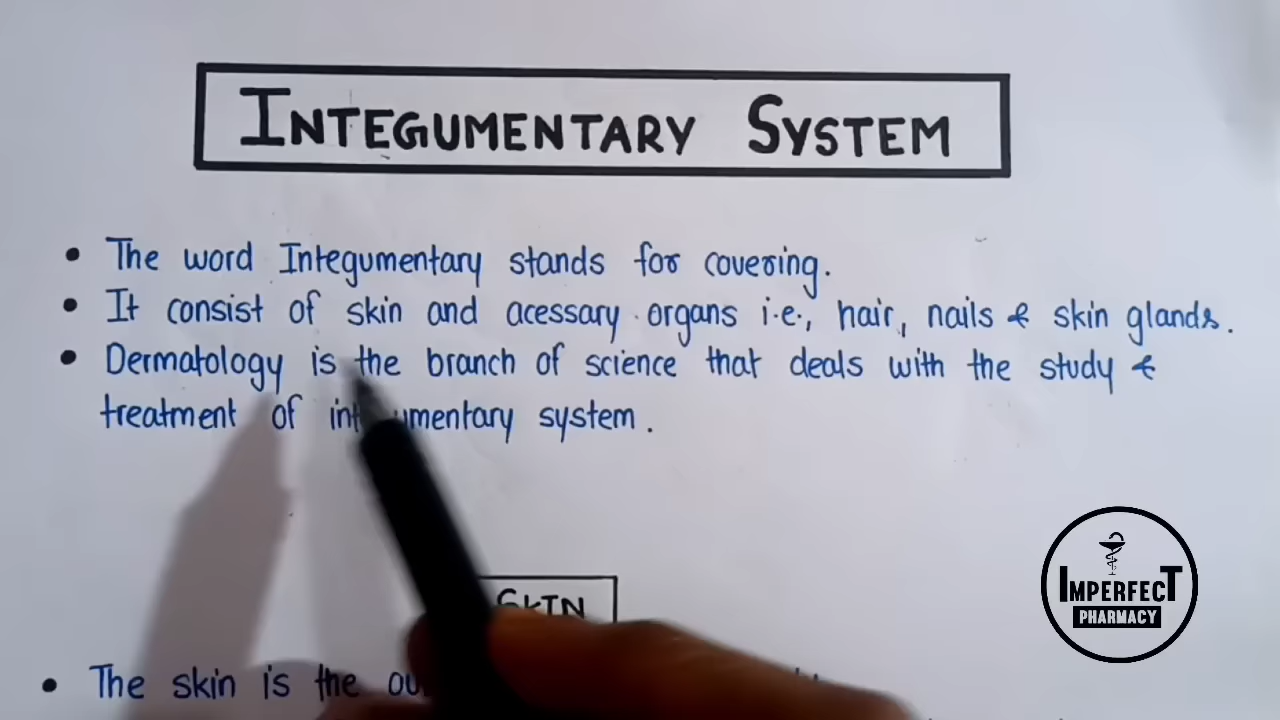 INTEGUMENTARY SYSTEM
• The word Integumentary stands for covering.
• It consist of skin and acessary organs i.e., hair, nails & skin glands.
• Dermatology is the branch of science that deals with the study &
treatment of integumentary system.
SKIN
• The skin is the
IMPERFECT
PHARMACY